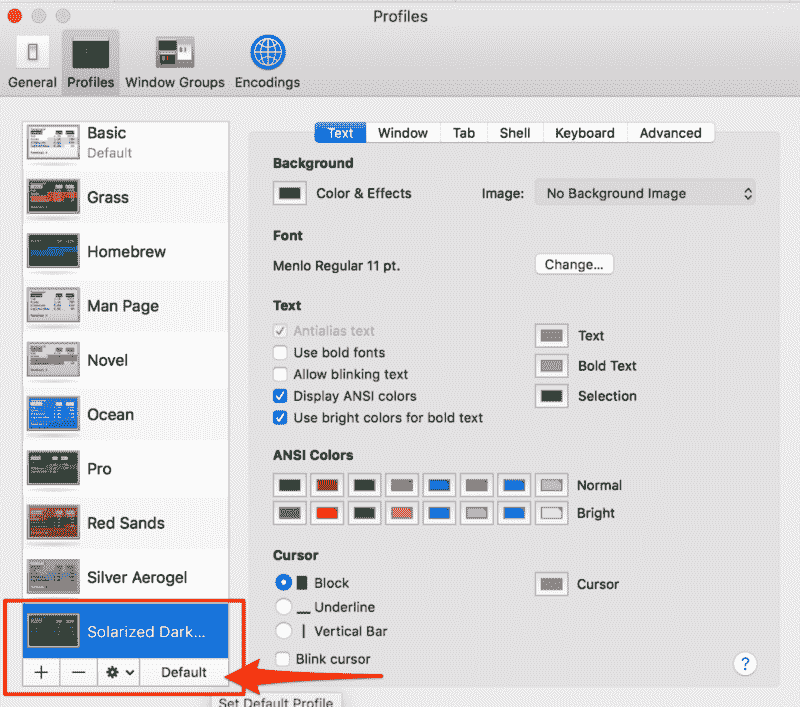 Profiles
General Profiles Window Groups Encodings
Basic
Default
Grass
Homebrew
Man Page
Novel
Ocean
Pro
Red Sands
Silver Aerogel
Solarized Dark...
Default
Set Default Profile
Text Window Tab Shell Keyboard Advanced
Background
Color & Effects Image: No Background Image
Font
Menlo Regular 11 pt. Change...
Text
Antialias text
Use bold fonts
Allow blinking text
Display ANSI colors
Use bright colors for bold text
Text
Bold Text
Selection
ANSI Colors
Normal
Bright
Cursor
Block
Underline
Vertical Bar
Blink cursor
Cursor
?